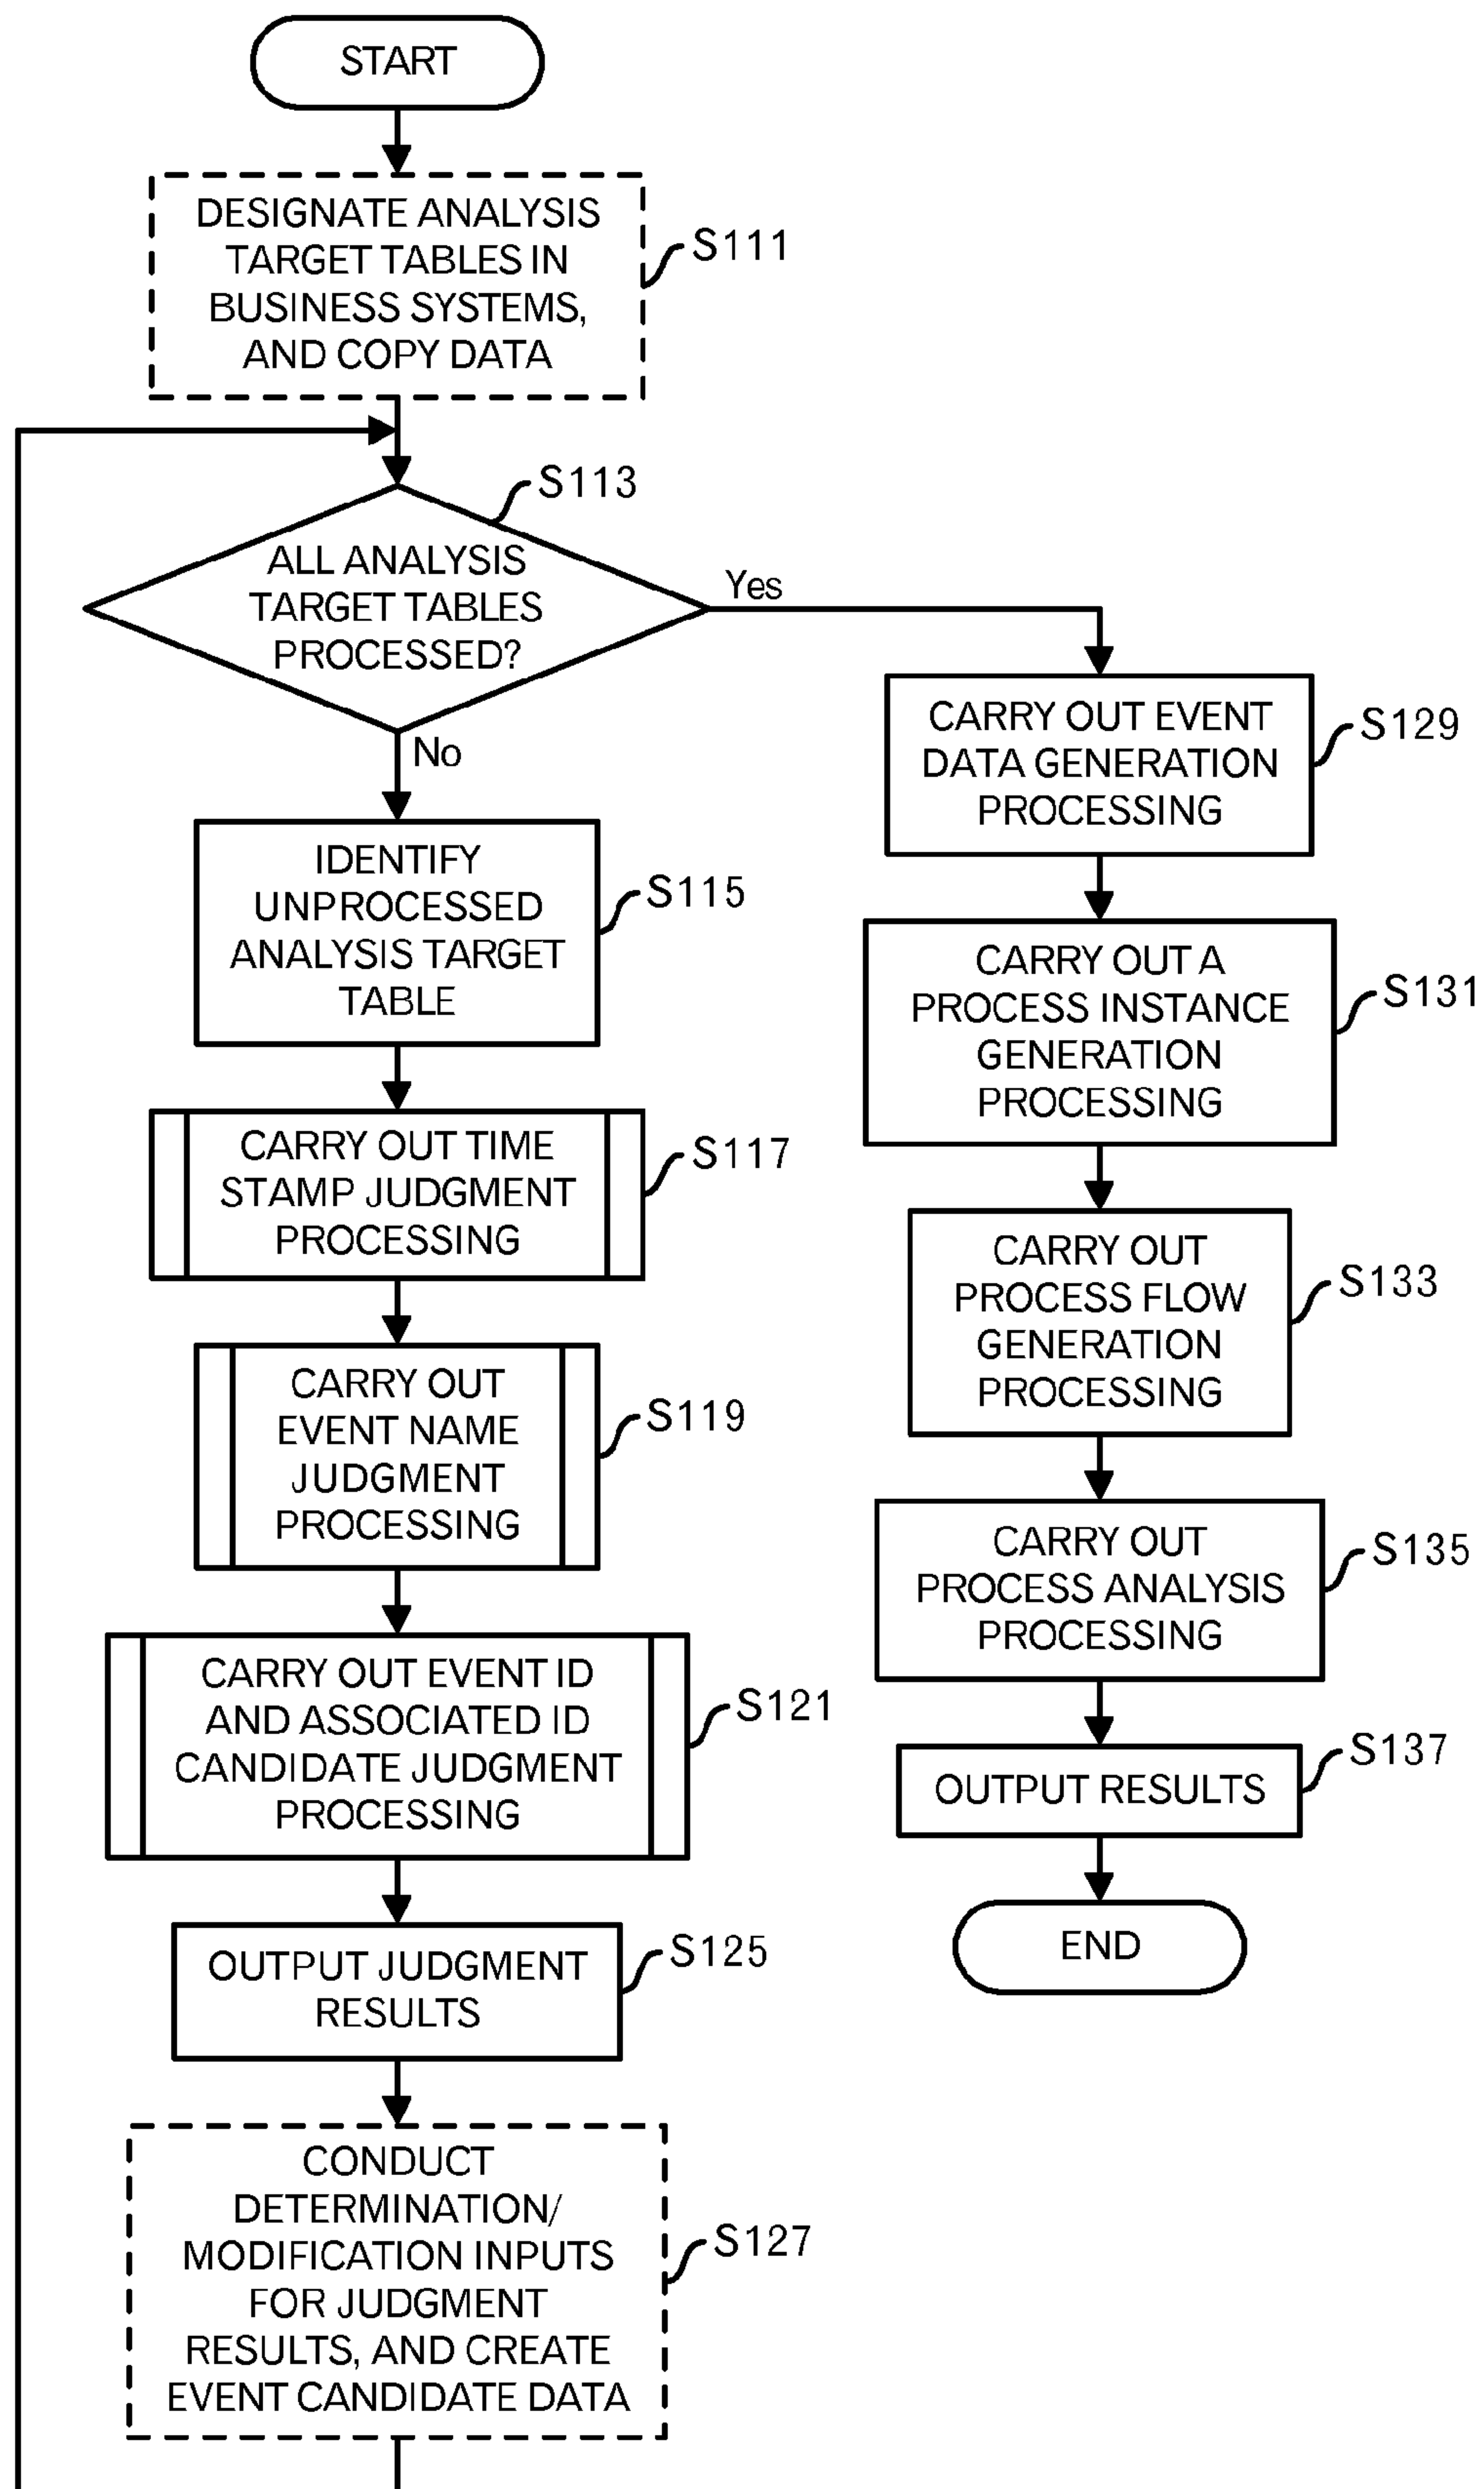 START
DESIGNATE ANALYSIS
TARGET TABLES IN
BUSINESS SYSTEMS,
AND COPY DATA
S111
S113
ALL ANALYSIS
TARGET TABLES
PROCESSED?
Yes
No
IDENTIFY
UNPROCESSED
ANALYSIS TARGET
TABLE
S115
CARRY OUT TIME
STAMP JUDGMENT
PROCESSING
S117
CARRY OUT
EVENT NAME
JUDGMENT
PROCESSING
S119
CARRY OUT EVENT ID
AND ASSOCIATED ID
CANDIDATE JUDGMENT
PROCESSING
S121
OUTPUT JUDGMENT
RESULTS
S125
CONDUCT
DETERMINATION/
MODIFICATION INPUTS
FOR JUDGMENT
RESULTS, AND CREATE
EVENT CANDIDATE DATA
S127
CARRY OUT EVENT
DATA GENERATION
PROCESSING
S129
CARRY OUT A
PROCESS INSTANCE
GENERATION
PROCESSING
S131
CARRY OUT
PROCESS FLOW
GENERATION
PROCESSING
S133
CARRY OUT
PROCESS ANALYSIS
PROCESSING
S135
OUTPUT RESULTS
S137
END